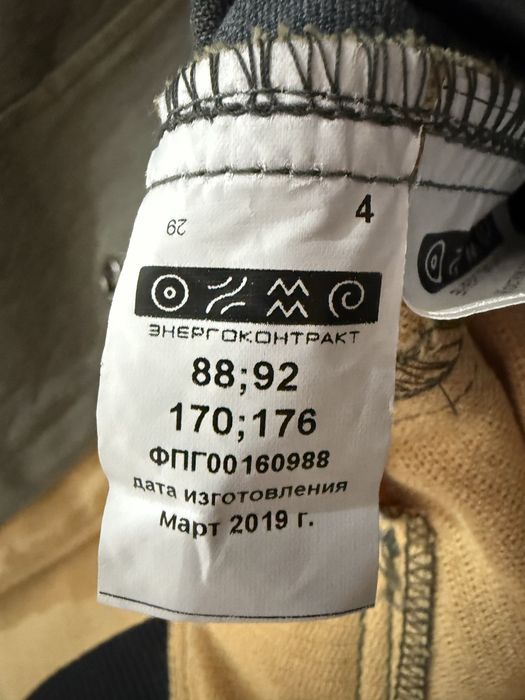 29
4
ЭНЕРГОКОНТРАКТ
88;92
170;176
ФПГ00160988
дата изготовления
Март 2019 г.